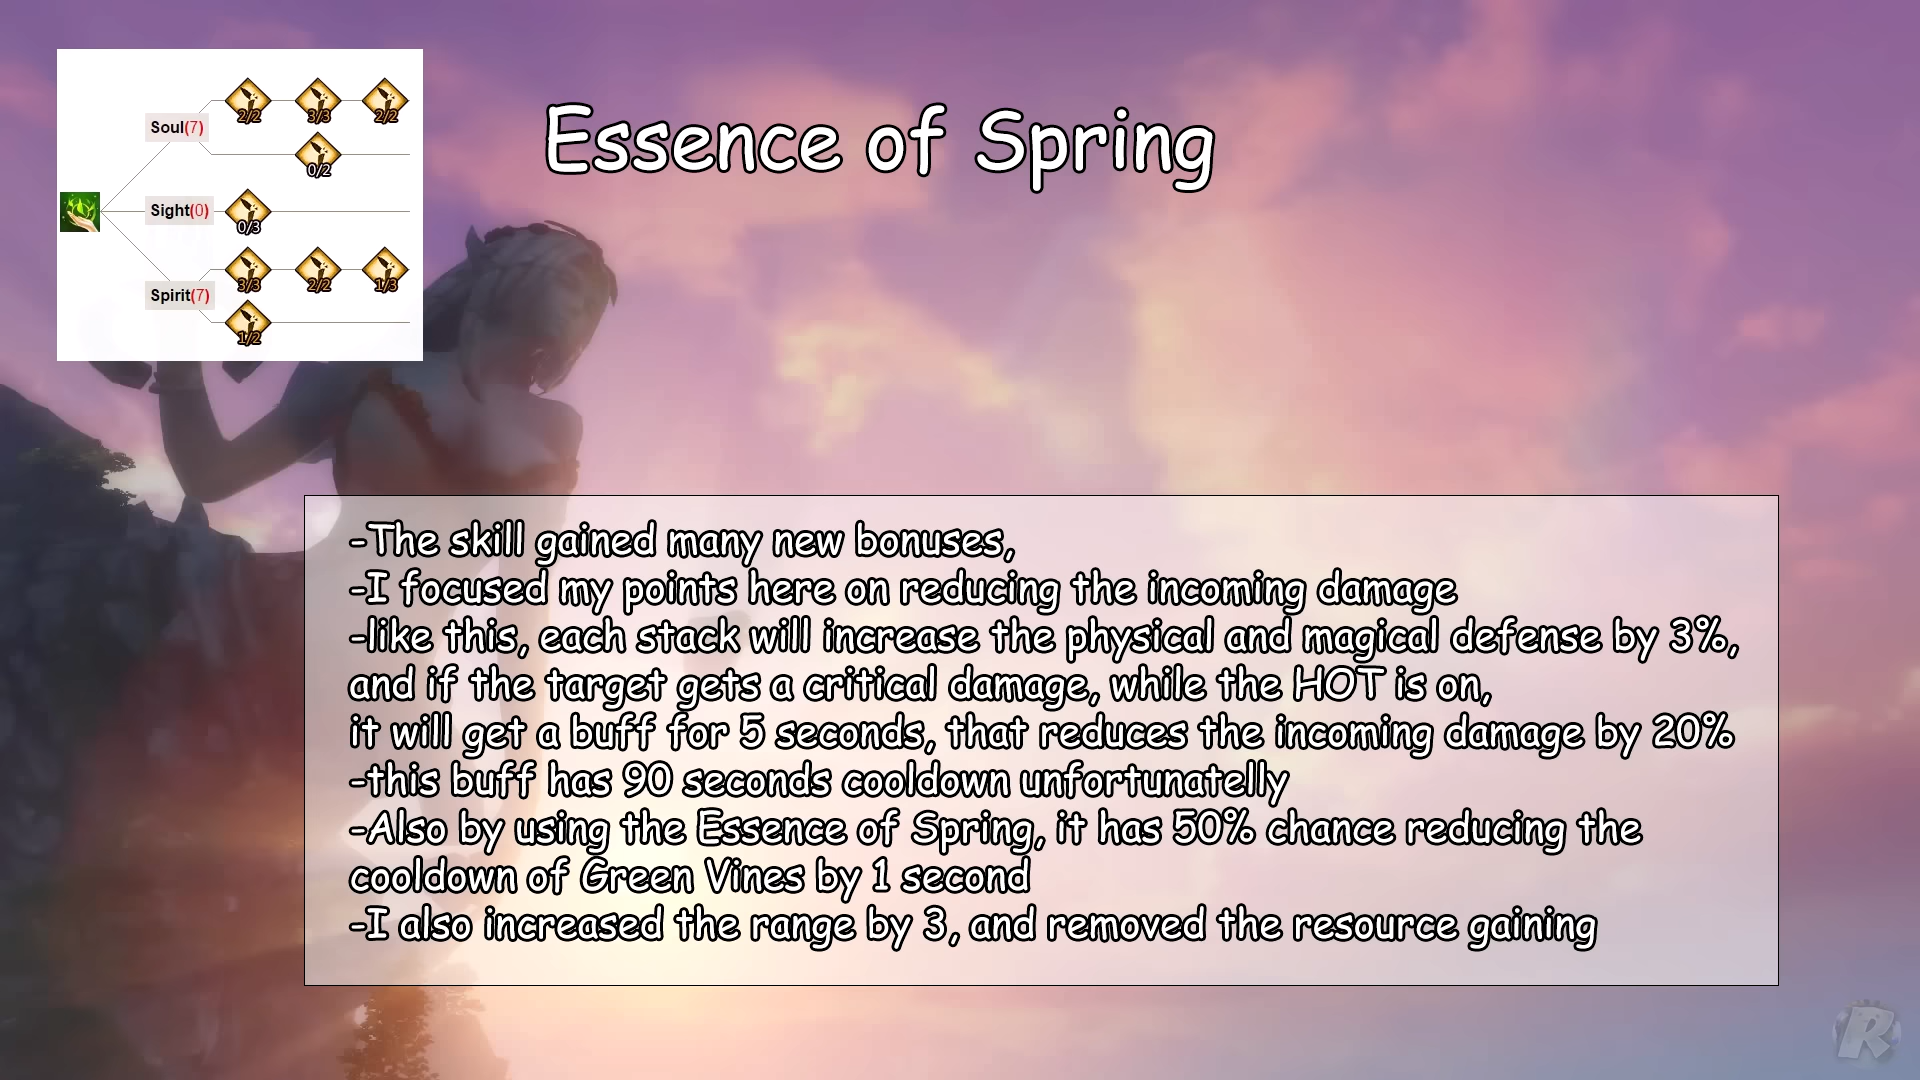 Essence of Spring
Soul(7)
2/2 3/3 2/2
0/2
Sight(0)
0/3
Spirit(7)
3/3 2/2 1/3
1/2
-The skill gained many new bonuses,
-I focused my points here on reducing the incoming damage
-like this, each stack will increase the physical and magical defense by 3%,
and if the target gets a critical damage, while the HOT is on,
it will get a buff for 5 seconds, that reduces the incoming damage by 20%
-this buff has 90 seconds cooldown unfortunatelly
-Also by using the Essence of Spring, it has 50% chance reducing the
cooldown of Green Vines by 1 second
-I also increased the range by 3, and removed the resource gaining
R